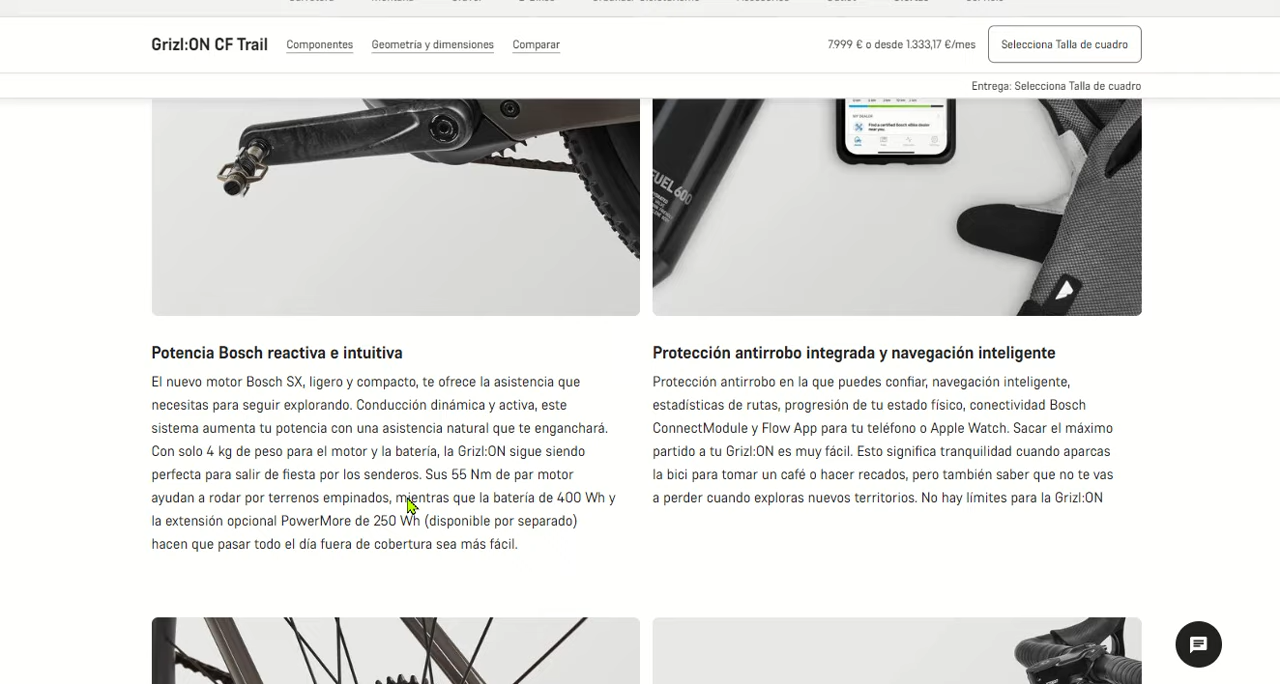 Grizl:ON CF Trail
Componentes
Geometría y dimensiones
Comparar
7.999 € o desde 1.333,17 €/mes
Selecciona Talla de cuadro
Entrega: Selecciona Talla de cuadro
Find a certified Bosch eBike dealer
near you
FUEL600
Potencia Bosch reactiva e intuitiva
El nuevo motor Bosch SX, ligero y compacto, te ofrece la asistencia que
necesitas para seguir explorando. Conducción dinámica y activa, este
sistema aumenta tu potencia con una asistencia natural que te enganchará.
Con solo 4 kg de peso para el motor y la batería, la Grizl:ON sigue siendo
perfecta para salir de fiesta por los senderos. Sus 55 Nm de par motor
ayudan a rodar por terrenos empinados, mientras que la batería de 400 Wh y
la extensión opcional PowerMore de 250 Wh (disponible por separado)
hacen que pasar todo el día fuera de cobertura sea más fácil.
Protección antirrobo integrada y navegación inteligente
Protección antirrobo en la que puedes confiar, navegación inteligente,
estadísticas de rutas, progresión de tu estado físico, conectividad Bosch
ConnectModule y Flow App para tu teléfono o Apple Watch. Sacar el máximo
partido a tu Grizl:ON es muy fácil. Esto significa tranquilidad cuando aparcas
la bici para tomar un café o hacer recados, pero también saber que no te vas
a perder cuando exploras nuevos territorios. No hay límites para la Grizl:ON